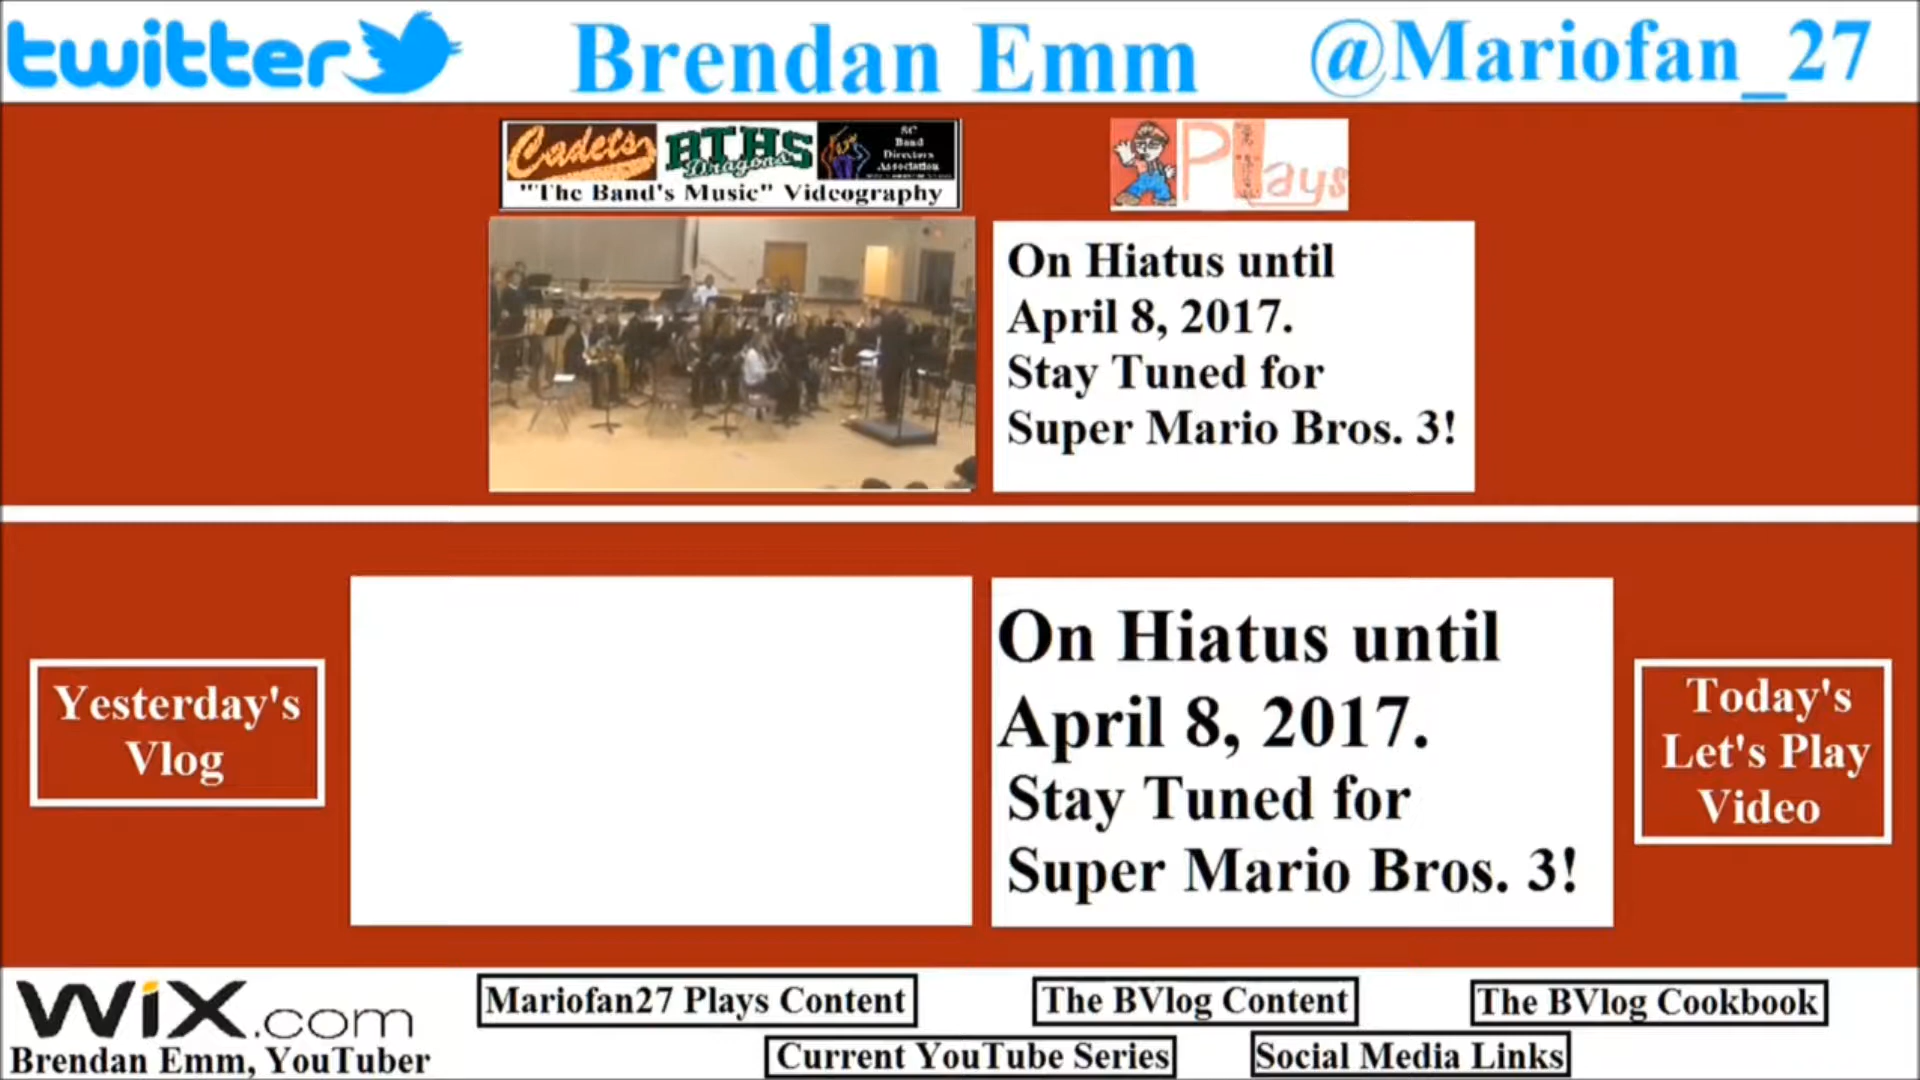 twitter
Brendan Emm
@Mariofan_27
Cadets
RTHS
Dragons
SC
Band
Directors
Association
"The Band's Music" Videography
Plays
On Hiatus until
April 8, 2017.
Stay Tuned for
Super Mario Bros. 3!
Yesterday's
Vlog
On Hiatus until
April 8, 2017.
Stay Tuned for
Super Mario Bros. 3!
Today's
Let's Play
Video
WiX.com
Brendan Emm, YouTuber
Mariofan27 Plays Content
The BVlog Content
The BVlog Cookbook
Current YouTube Series
Social Media Links